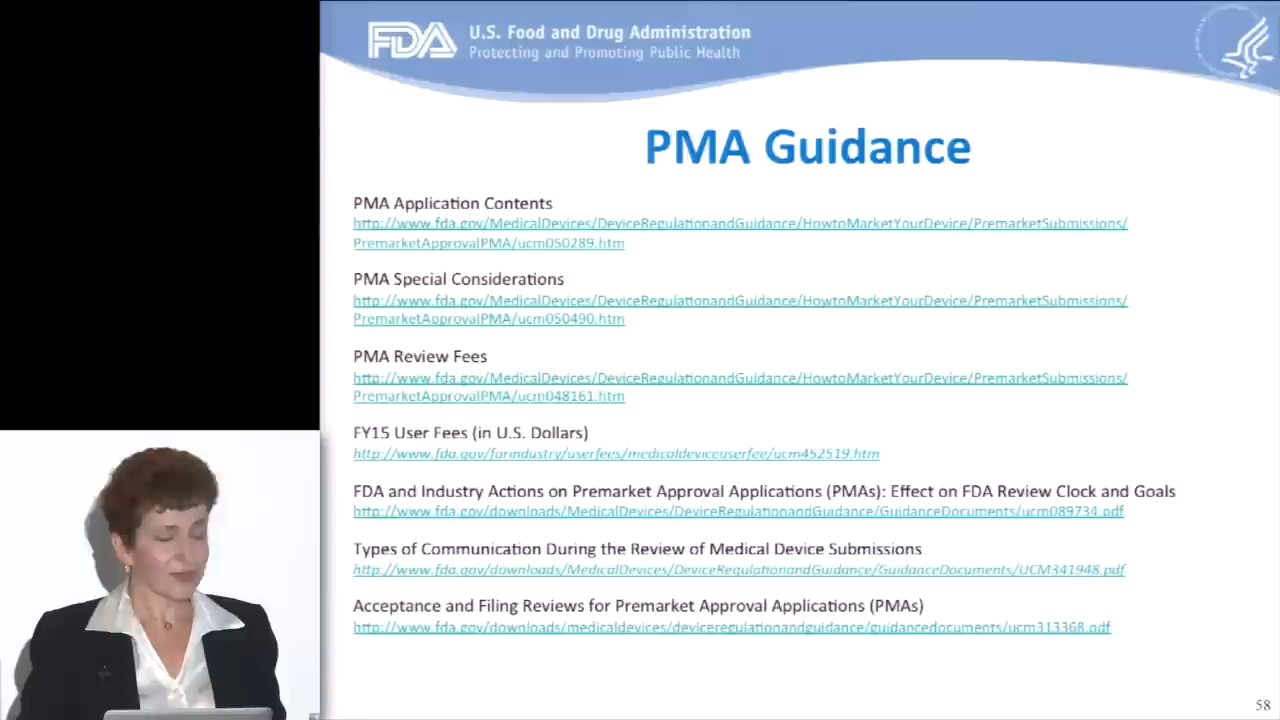 FDA
U.S. Food and Drug Administration
Protecting and Promoting Public Health
PMA Guidance
PMA Application Contents
http://www.fda.gov/MedicalDevices/DeviceRegulationandGuidance/HowtoMarketYourDevice/PremarketSubmissions/
PremarketApprovalPMA/ucm050289.htm
PMA Special Considerations
http://www.fda.gov/MedicalDevices/DeviceRegulationandGuidance/HowtoMarketYourDevice/PremarketSubmissions/
PremarketApprovalPMA/ucm050490.htm
PMA Review Fees
http://www.fda.gov/MedicalDevices/DeviceRegulationandGuidance/HowtoMarketYourDevice/PremarketSubmissions/
PremarketApprovalPMA/ucm048161.htm
FY15 User Fees (in U.S. Dollars)
http://www.fda.gov/forindustry/userfees/medicaldeviceuserfee/ucm452519.htm
FDA and Industry Actions on Premarket Approval Applications (PMAs): Effect on FDA Review Clock and Goals
http://www.fda.gov/downloads/MedicalDevices/DeviceRegulationandGuidance/GuidanceDocuments/ucm089734.pdf
Types of Communication During the Review of Medical Device Submissions
http://www.fda.gov/downloads/MedicalDevices/DeviceRegulationandGuidance/GuidanceDocuments/UCM341948.pdf
Acceptance and Filing Reviews for Premarket Approval Applications (PMAs)
http://www.fda.gov/downloads/medicaldevices/deviceregulationandguidance/guidancedocuments/ucm313368.pdf
58